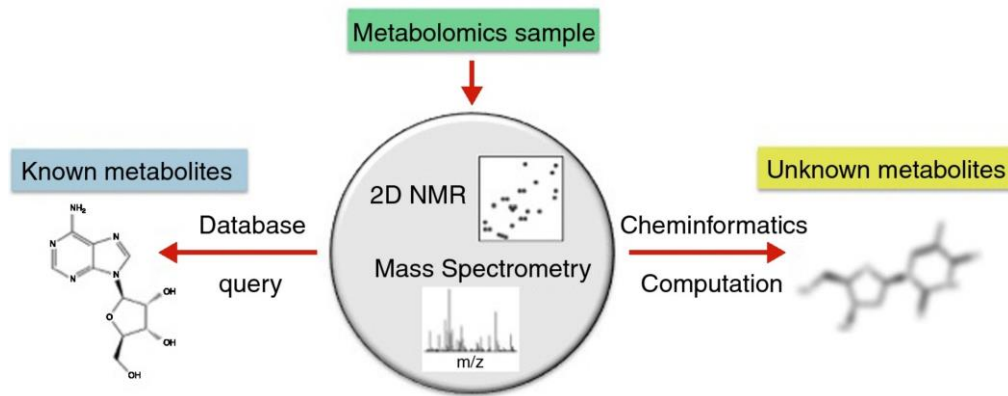 Metabolomics sample
Known metabolites
Unknown metabolites
2D NMR
Database
query
Cheminformatics
Computation
Mass Spectrometry
m/z
NH₂
N
N
N
N
N
O
OH
OH
OH